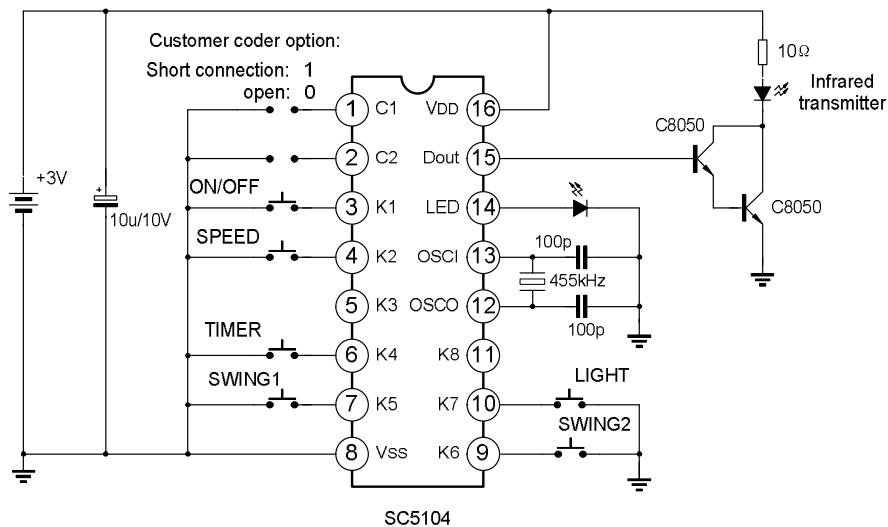 Customer coder option:
Short connection: 1
open: 0
10Ω
Infrared
transmitter
1 C1 VDD 16
C8050
2 C2 Dout 15
+3V
ON/OFF
+
10u/10V
3 K1 LED 14
C8050
SPEED
100p
4 K2 OSCI 13
455kHz
5 K3 OSCO 12
100p
TIMER
6 K4 K8 11
SWING1
LIGHT
7 K5 K7 10
SWING2
8 VSS K6 9
SC5104